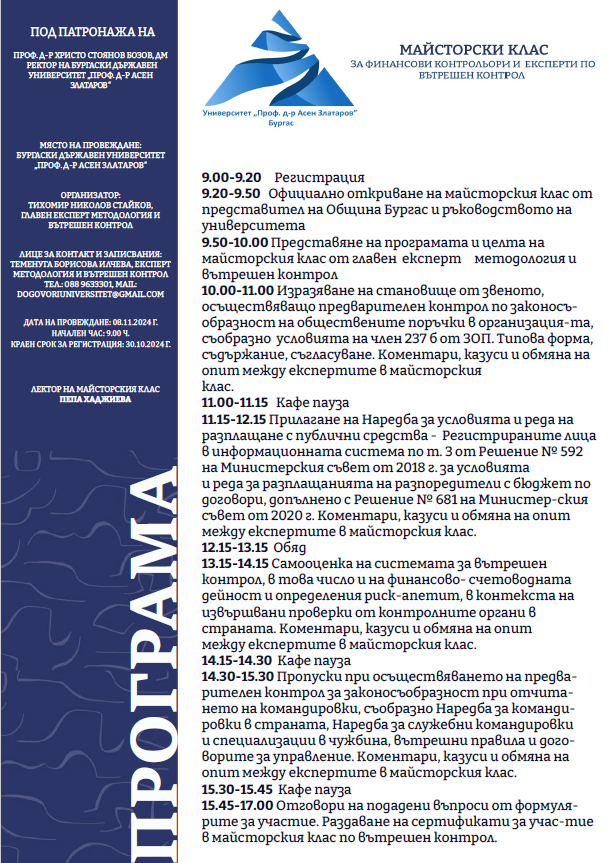 ПОД ПАТРОНАЖА НА
ПРОФ. Д-Р ХРИСТО СТОЯНОВ БОЗОВ, ДМ
РЕКТОР НА БУРГАСКИ ДЪРЖАВЕН
УНИВЕРСИТЕТ „ПРОФ. Д-Р АСЕН
ЗЛАТАРОВ"
МЯСТО НА ПРОВЕЖДАНЕ:
БУРГАСКИ ДЪРЖАВЕН УНИВЕРСИТЕТ
„ПРОФ. Д-Р АСЕН ЗЛАТАРОВ"
ОРГАНИЗАТОР:
ТИХОМИР НИКОЛОВ СТАЙКОВ,
ГЛАВЕН ЕКСПЕРТ МЕТОДОЛОГИЯ И
ВЪТРЕШЕН КОНТРОЛ
ЛИЦЕ ЗА КОНТАКТ И ЗАПИСВАНИЯ:
ТЕМЕНУГА БОРИСОВА ИЛЧЕВА, ЕКСПЕРТ
МЕТОДОЛОГИЯ И ВЪТРЕШЕН КОНТРОЛ
ТЕЛ.: 088 9633301, MAIL:
DOGOVORIUNIVERSITET@GMAIL.COM
ДАТА НА ПРОВЕЖДАНЕ: 08.11.2024 Г.
НАЧАЛЕН ЧАС: 9.00 Ч.
КРАЕН СРОК ЗА РЕГИСТРАЦИЯ: 30.10.2024 Г.
ЛЕКТОР НА МАЙСТОРСКИЯ КЛАС
ПЕПА ХАДЖИЕВА
ПРОГРАМА
Университет „Проф. д-р Асен Златаров"
Бургас
МАЙСТОРСКИ КЛАС
ЗА ФИНАНСОВИ КОНТРОЛЬОРИ И ЕКСПЕРТИ ПО
ВЪТРЕШЕН КОНТРОЛ
9.00-9.20 Регистрация
9.20-9.50 Официално откриване на майсторския клас от
представител на Община Бургас и ръководството на
университета
9.50-10.00 Представяне на програмата и целта на
майсторския клас от главен експерт методология и
вътрешен контрол
10.00-11.00 Изразяване на становище от звеното,
осъществяващо предварителен контрол по законосъ-
образност на обществените поръчки в организация-та,
съобразно условията на член 237 б от ЗОП. Типова форма,
съдържание, съгласуване. Коментари, казуси и обмяна на
опит между експертите в майсторския
клас.
11.00-11.15 Кафе пауза
11.15-12.15 Прилагане на Наредба за условията и реда на
разплащане с публични средства - Регистрираните лица
в информационната система по т. 3 от Решение № 592
на Министерския съвет от 2018 г. за условията
и реда за разплащанията на разпоредители с бюджет по
договори, допълнено с Решение № 681 на Министер-ския
съвет от 2020 г. Коментари, казуси и обмяна на опит
между експертите в майсторския клас.
12.15-13.15 Обяд
13.15-14.15 Самооценка на системата за вътрешен
контрол, в това число и на финансово- счетоводната
дейност и определения риск-апетит, в контекста на
извършвани проверки от контролните органи в
страната. Коментари, казуси и обмяна на опит
между експертите в майсторския клас.
14.15-14.30 Кафе пауза
14.30-15.30 Пропуски при осъществяването на предва-
рителен контрол за законосъобразност при отчита-
нето на командировки, съобразно Наредба за команди-
ровки в страната, Наредба за служебни командировки
и специализации в чужбина, вътрешни правила и дого-
ворите за управление. Коментари, казуси и обмяна на
опит между експертите в майсторския клас.
15.30-15.45 Кафе пауза
15.45-17.00 Отговори на подадени въпроси от формуля-
рите за участие. Раздаване на сертификати за учас-тие
в майсторския клас по вътрешен контрол.